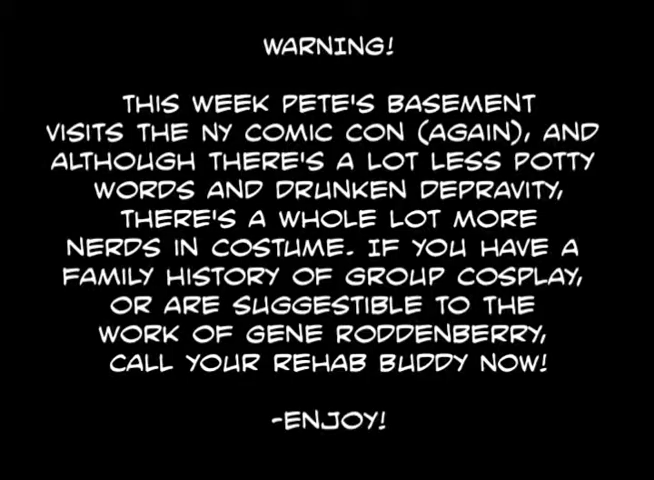 WARNING!
THIS WEEK PETE'S BASEMENT
VISITS THE NY COMIC CON (AGAIN), AND
ALTHOUGH THERE'S A LOT LESS POTTY
WORDS AND DRUNKEN DEPRAVITY,
THERE'S A WHOLE LOT MORE
NERDS IN COSTUME. IF YOU HAVE A
FAMILY HISTORY OF GROUP COSPLAY,
OR ARE SUGGESTIBLE TO THE
WORK OF GENE RODDENBERRY,
CALL YOUR REHAB BUDDY NOW!
-ENJOY!